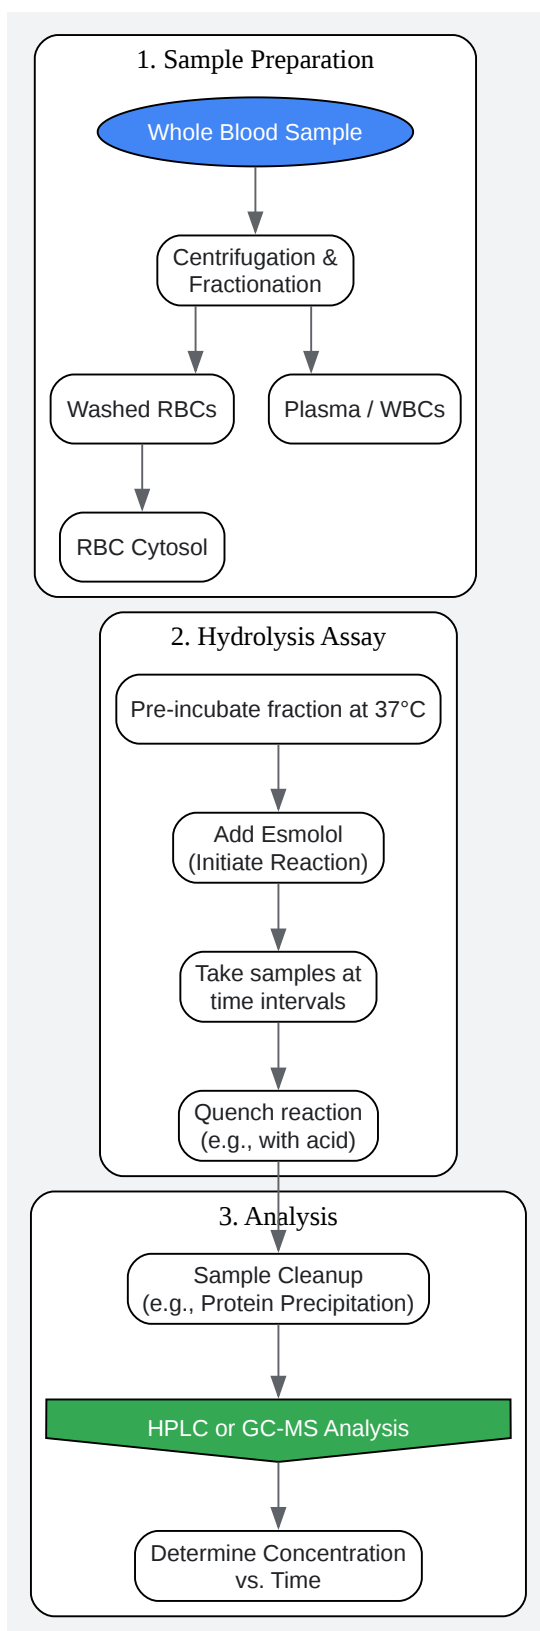 1. Sample Preparation
Whole Blood Sample
Centrifugation &
Fractionation
Washed RBCs
Plasma / WBCs
RBC Cytosol
2. Hydrolysis Assay
Pre-incubate fraction at 37°C
Add Esmolol
(Initiate Reaction)
Take samples at
time intervals
Quench reaction
(e.g., with acid)
3. Analysis
Sample Cleanup
(e.g., Protein Precipitation)
HPLC or GC-MS Analysis
Determine Concentration
vs. Time